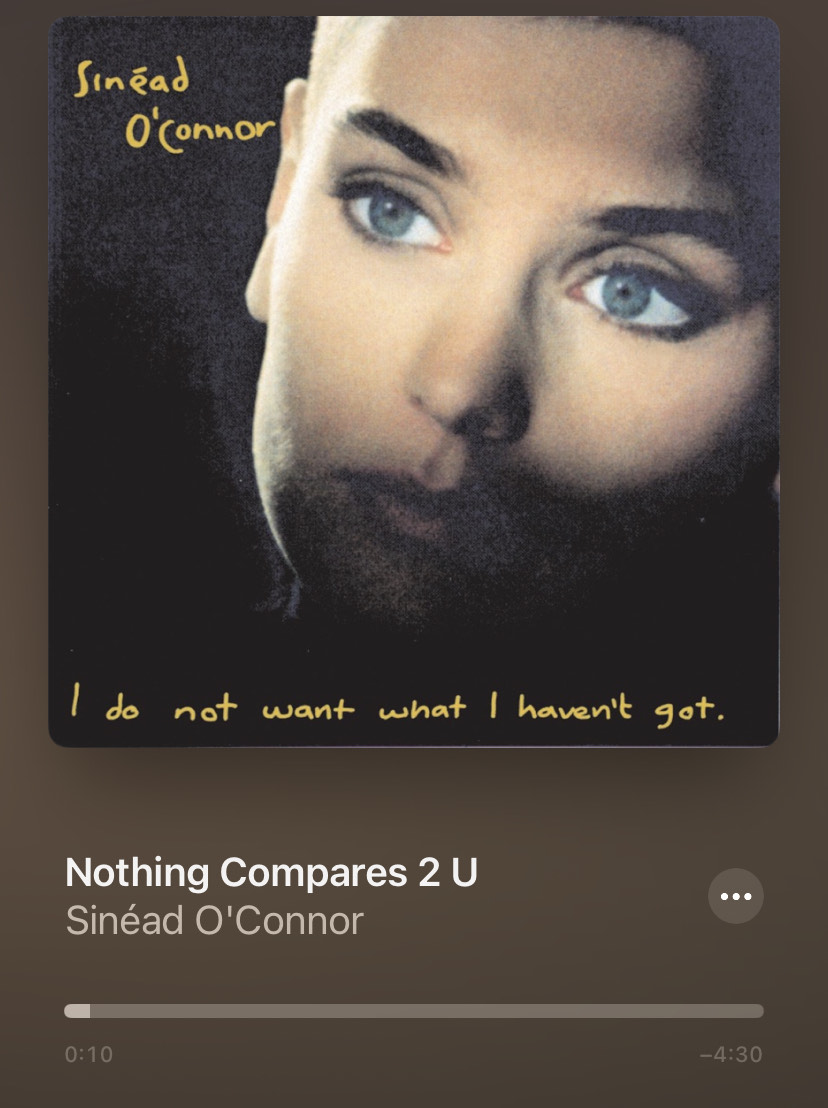 Sinéad
O'Connor
I do not want what I haven't got.
Nothing Compares 2 U
Sinéad O'Connor
0:10
−4:30